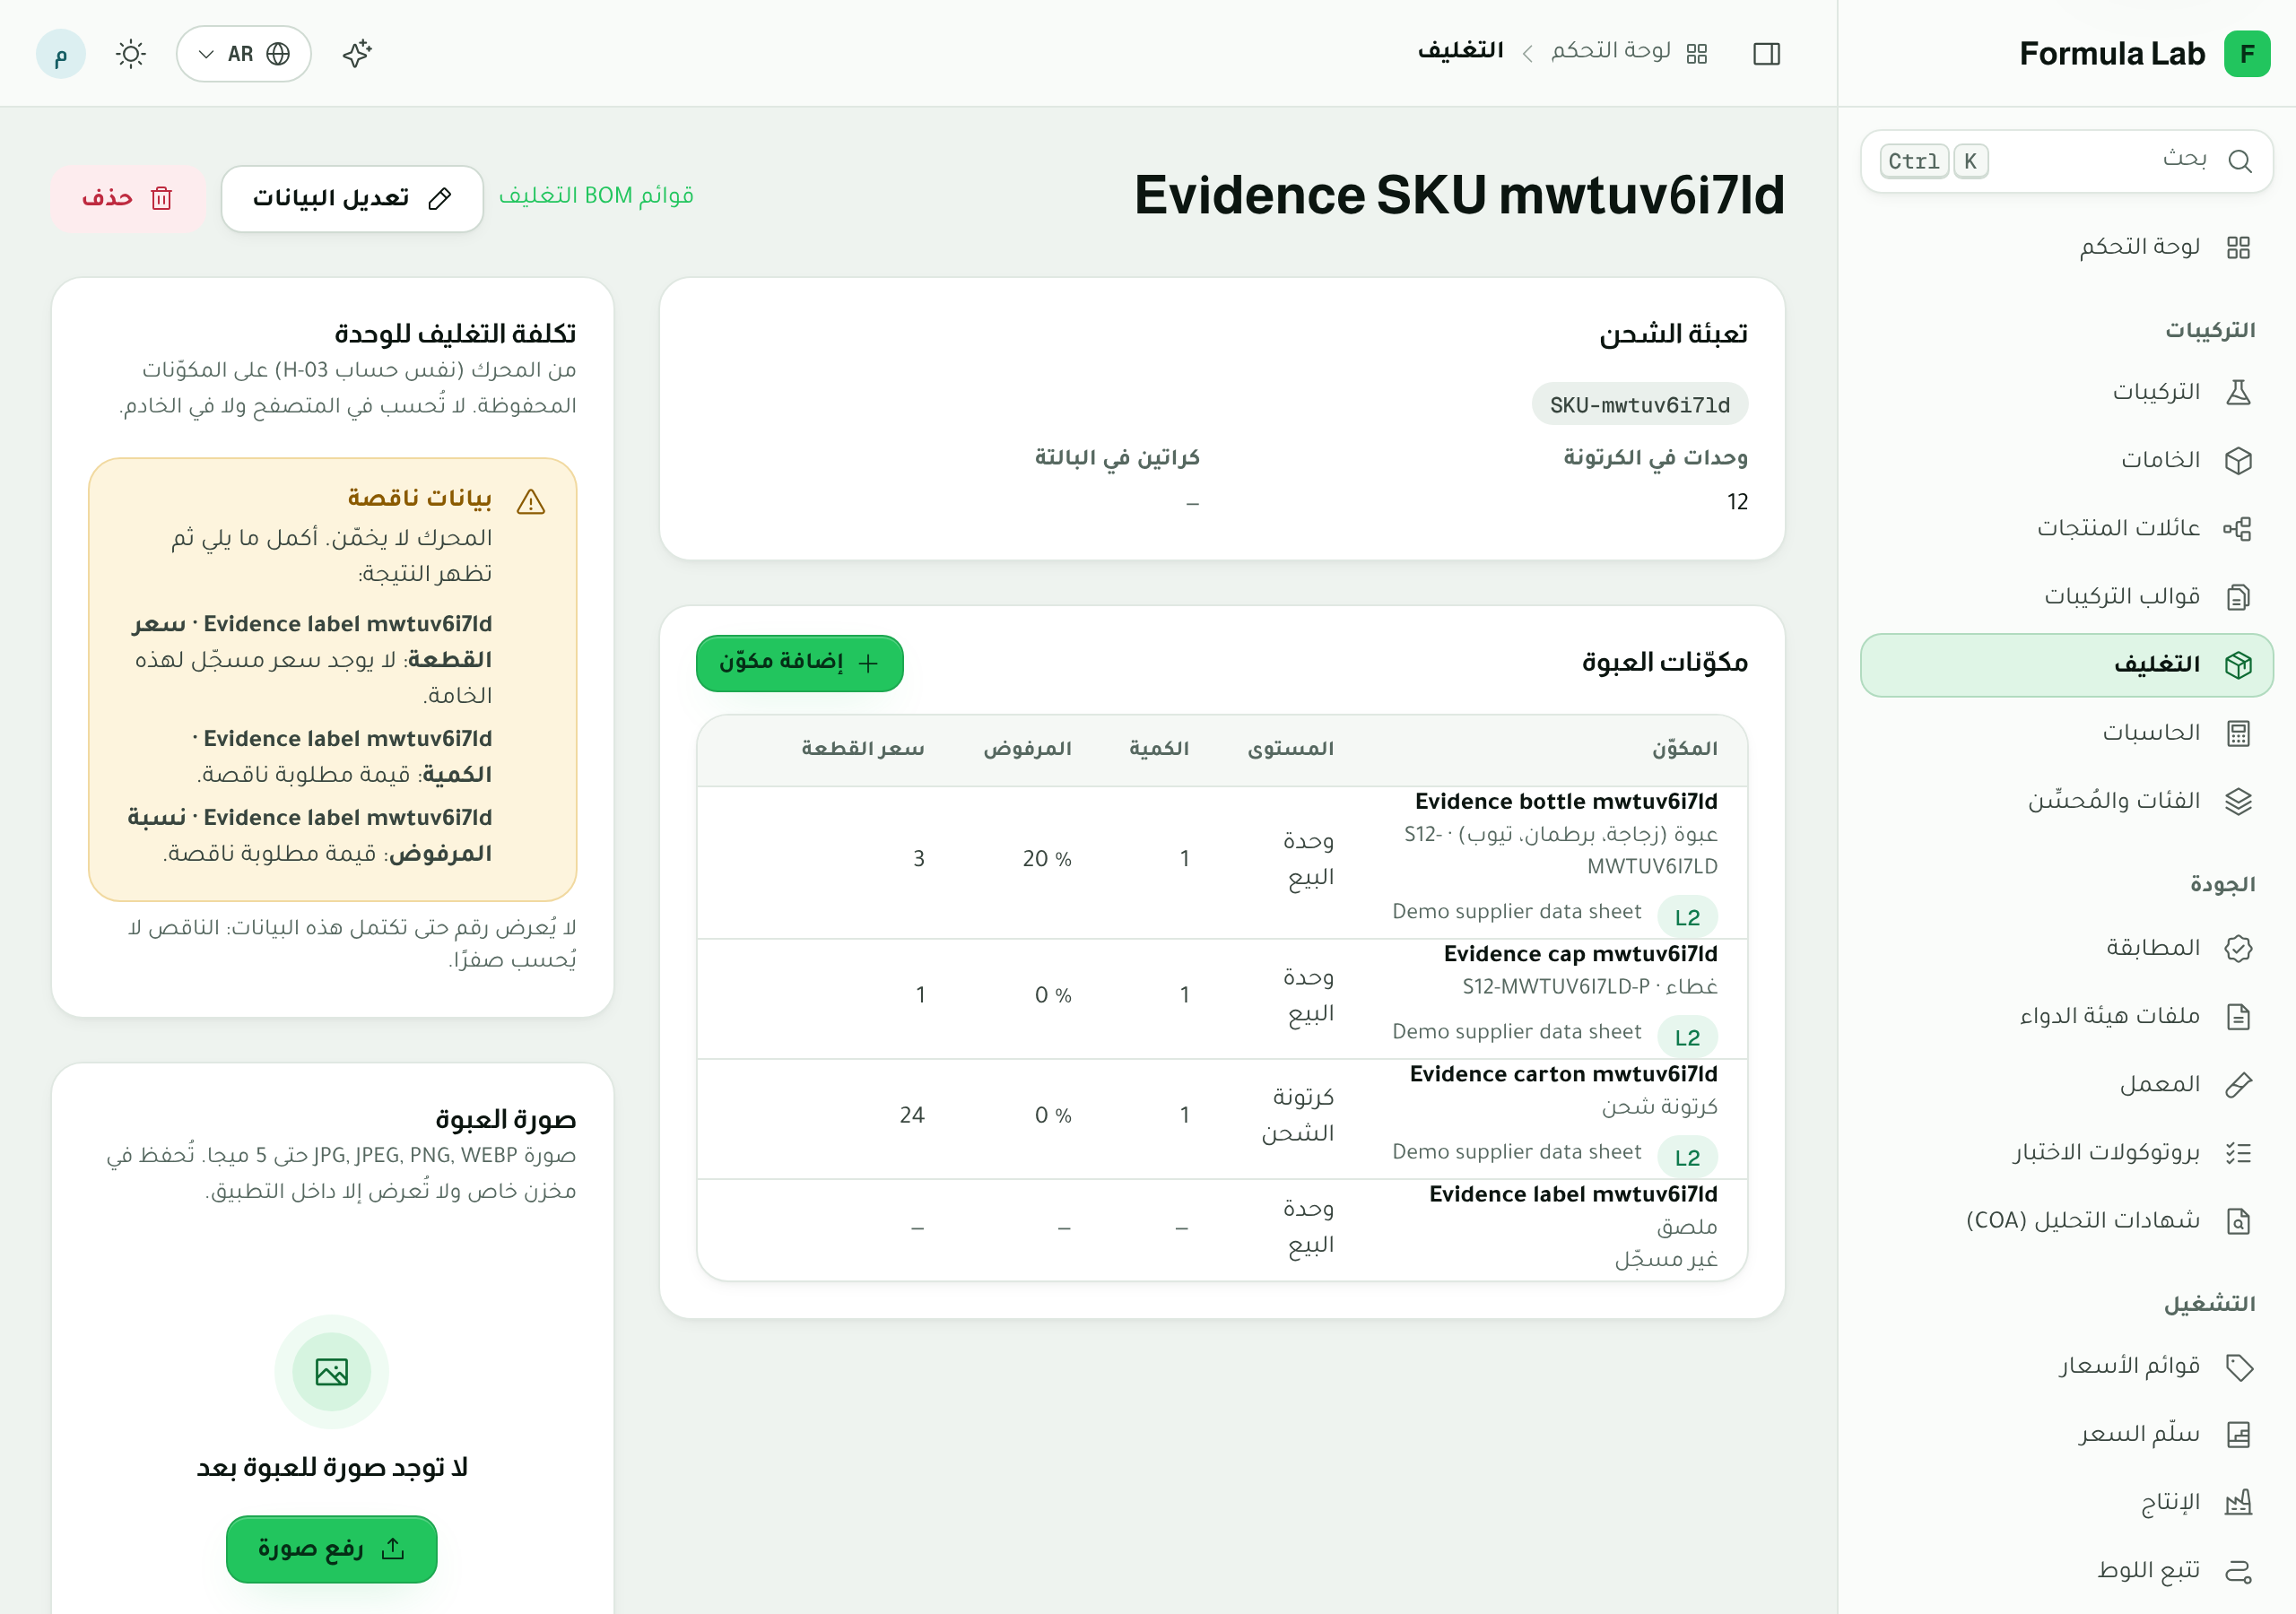 F
Formula Lab
بحث
Ctrl K
لوحة التحكم
التركيبات
التركيبات
الخامات
عائلات المنتجات
قوالب التركيبات
التغليف
الحاسبات
الفئات والمُحسِّن
الجودة
المطابقة
ملفات هيئة الدواء
المعمل
بروتوكولات الاختبار
شهادات التحليل (COA)
التشغيل
قوائم الأسعار
سلّم السعر
الإنتاج
تتبع اللوط
لوحة التحكم
التغليف
AR
م
Evidence SKU mwtuv6i7ld
قوائم BOM التغليف
تعديل البيانات
حذف
تعبئة الشحن
SKU-mwtuv6i7ld
وحدات في الكرتونة
كراتين في البالتة
12
—
مكوّنات العبوة
إضافة مكوّن
المكوّن المستوى الكمية المرفوض سعر القطعة
Evidence bottle mwtuv6i7ld
عبوة (زجاجة، برطمان، تيوب) · S12-
MWTUV6I7LD
L2 Demo supplier data sheet
وحدة
البيع
1
20 %
3
Evidence cap mwtuv6i7ld
غطاء · S12-MWTUV6I7LD-P
L2 Demo supplier data sheet
وحدة
البيع
1
0 %
1
Evidence carton mwtuv6i7ld
كرتونة شحن
L2 Demo supplier data sheet
كرتونة
الشحن
1
0 %
24
Evidence label mwtuv6i7ld
ملصق
غير مسجّل
وحدة
البيع
—
—
—
تكلفة التغليف للوحدة
من المحرك (نفس حساب H-03) على المكوّنات
المحفوظة. لا تُحسب في المتصفح ولا في الخادم.
بيانات ناقصة
المحرك لا يخمّن. أكمل ما يلي ثم
تظهر النتيجة:
Evidence label mwtuv6i7ld · سعر
القطعة: لا يوجد سعر مسجّل لهذه
الخامة.
Evidence label mwtuv6i7ld ·
الكمية: قيمة مطلوبة ناقصة.
Evidence label mwtuv6i7ld · نسبة
المرفوض: قيمة مطلوبة ناقصة.
لا يُعرض رقم حتى تكتمل هذه البيانات: الناقص لا
يُحسب صفرًا.
صورة العبوة
صورة JPG, JPEG, PNG, WEBP حتى 5 ميجا. تُحفظ في
مخزن خاص ولا تُعرض إلا داخل التطبيق.
لا توجد صورة للعبوة بعد
رفع صورة